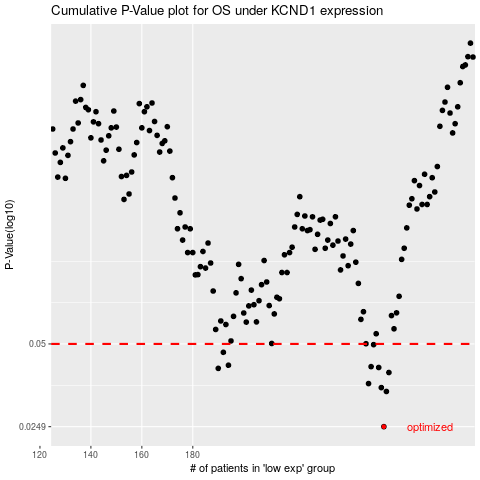 Cumulative P-Value plot for OS under KCND1 expression
P-Value(log10)
0.05
0.0249
optimized
120 140 160 180
# of patients in 'low exp' group